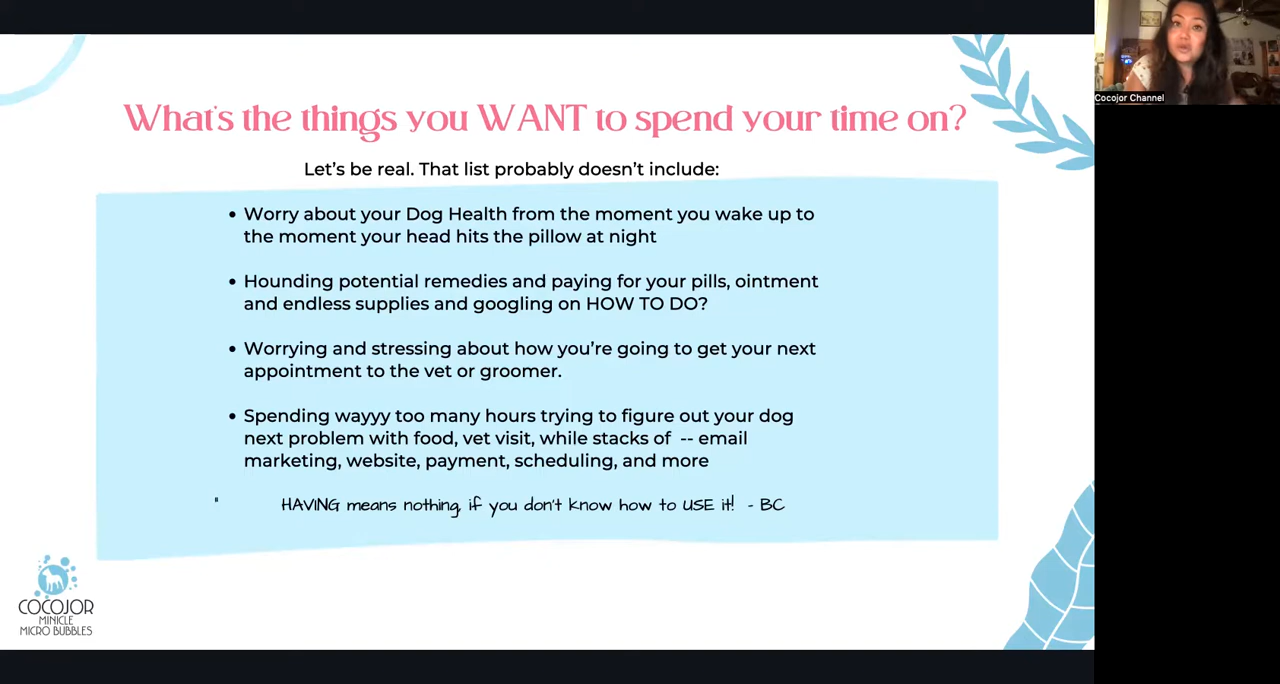 What's the things you WANT to spend your time on?
Let's be real. That list probably doesn't include:
• Worry about your Dog Health from the moment you wake up to
the moment your head hits the pillow at night
• Hounding potential remedies and paying for your pills, ointment
and endless supplies and googling on HOW TO DO?
• Worrying and stressing about how you're going to get your next
appointment to the vet or groomer.
• Spending wayyy too many hours trying to figure out your dog
next problem with food, vet visit, while stacks of -- email
marketing, website, payment, scheduling, and more
" HAVING means nothing, if you don't know how to USE it! - BC
COCOJOR
MINICLE
MICRO BUBBLES
Cocojor Channel